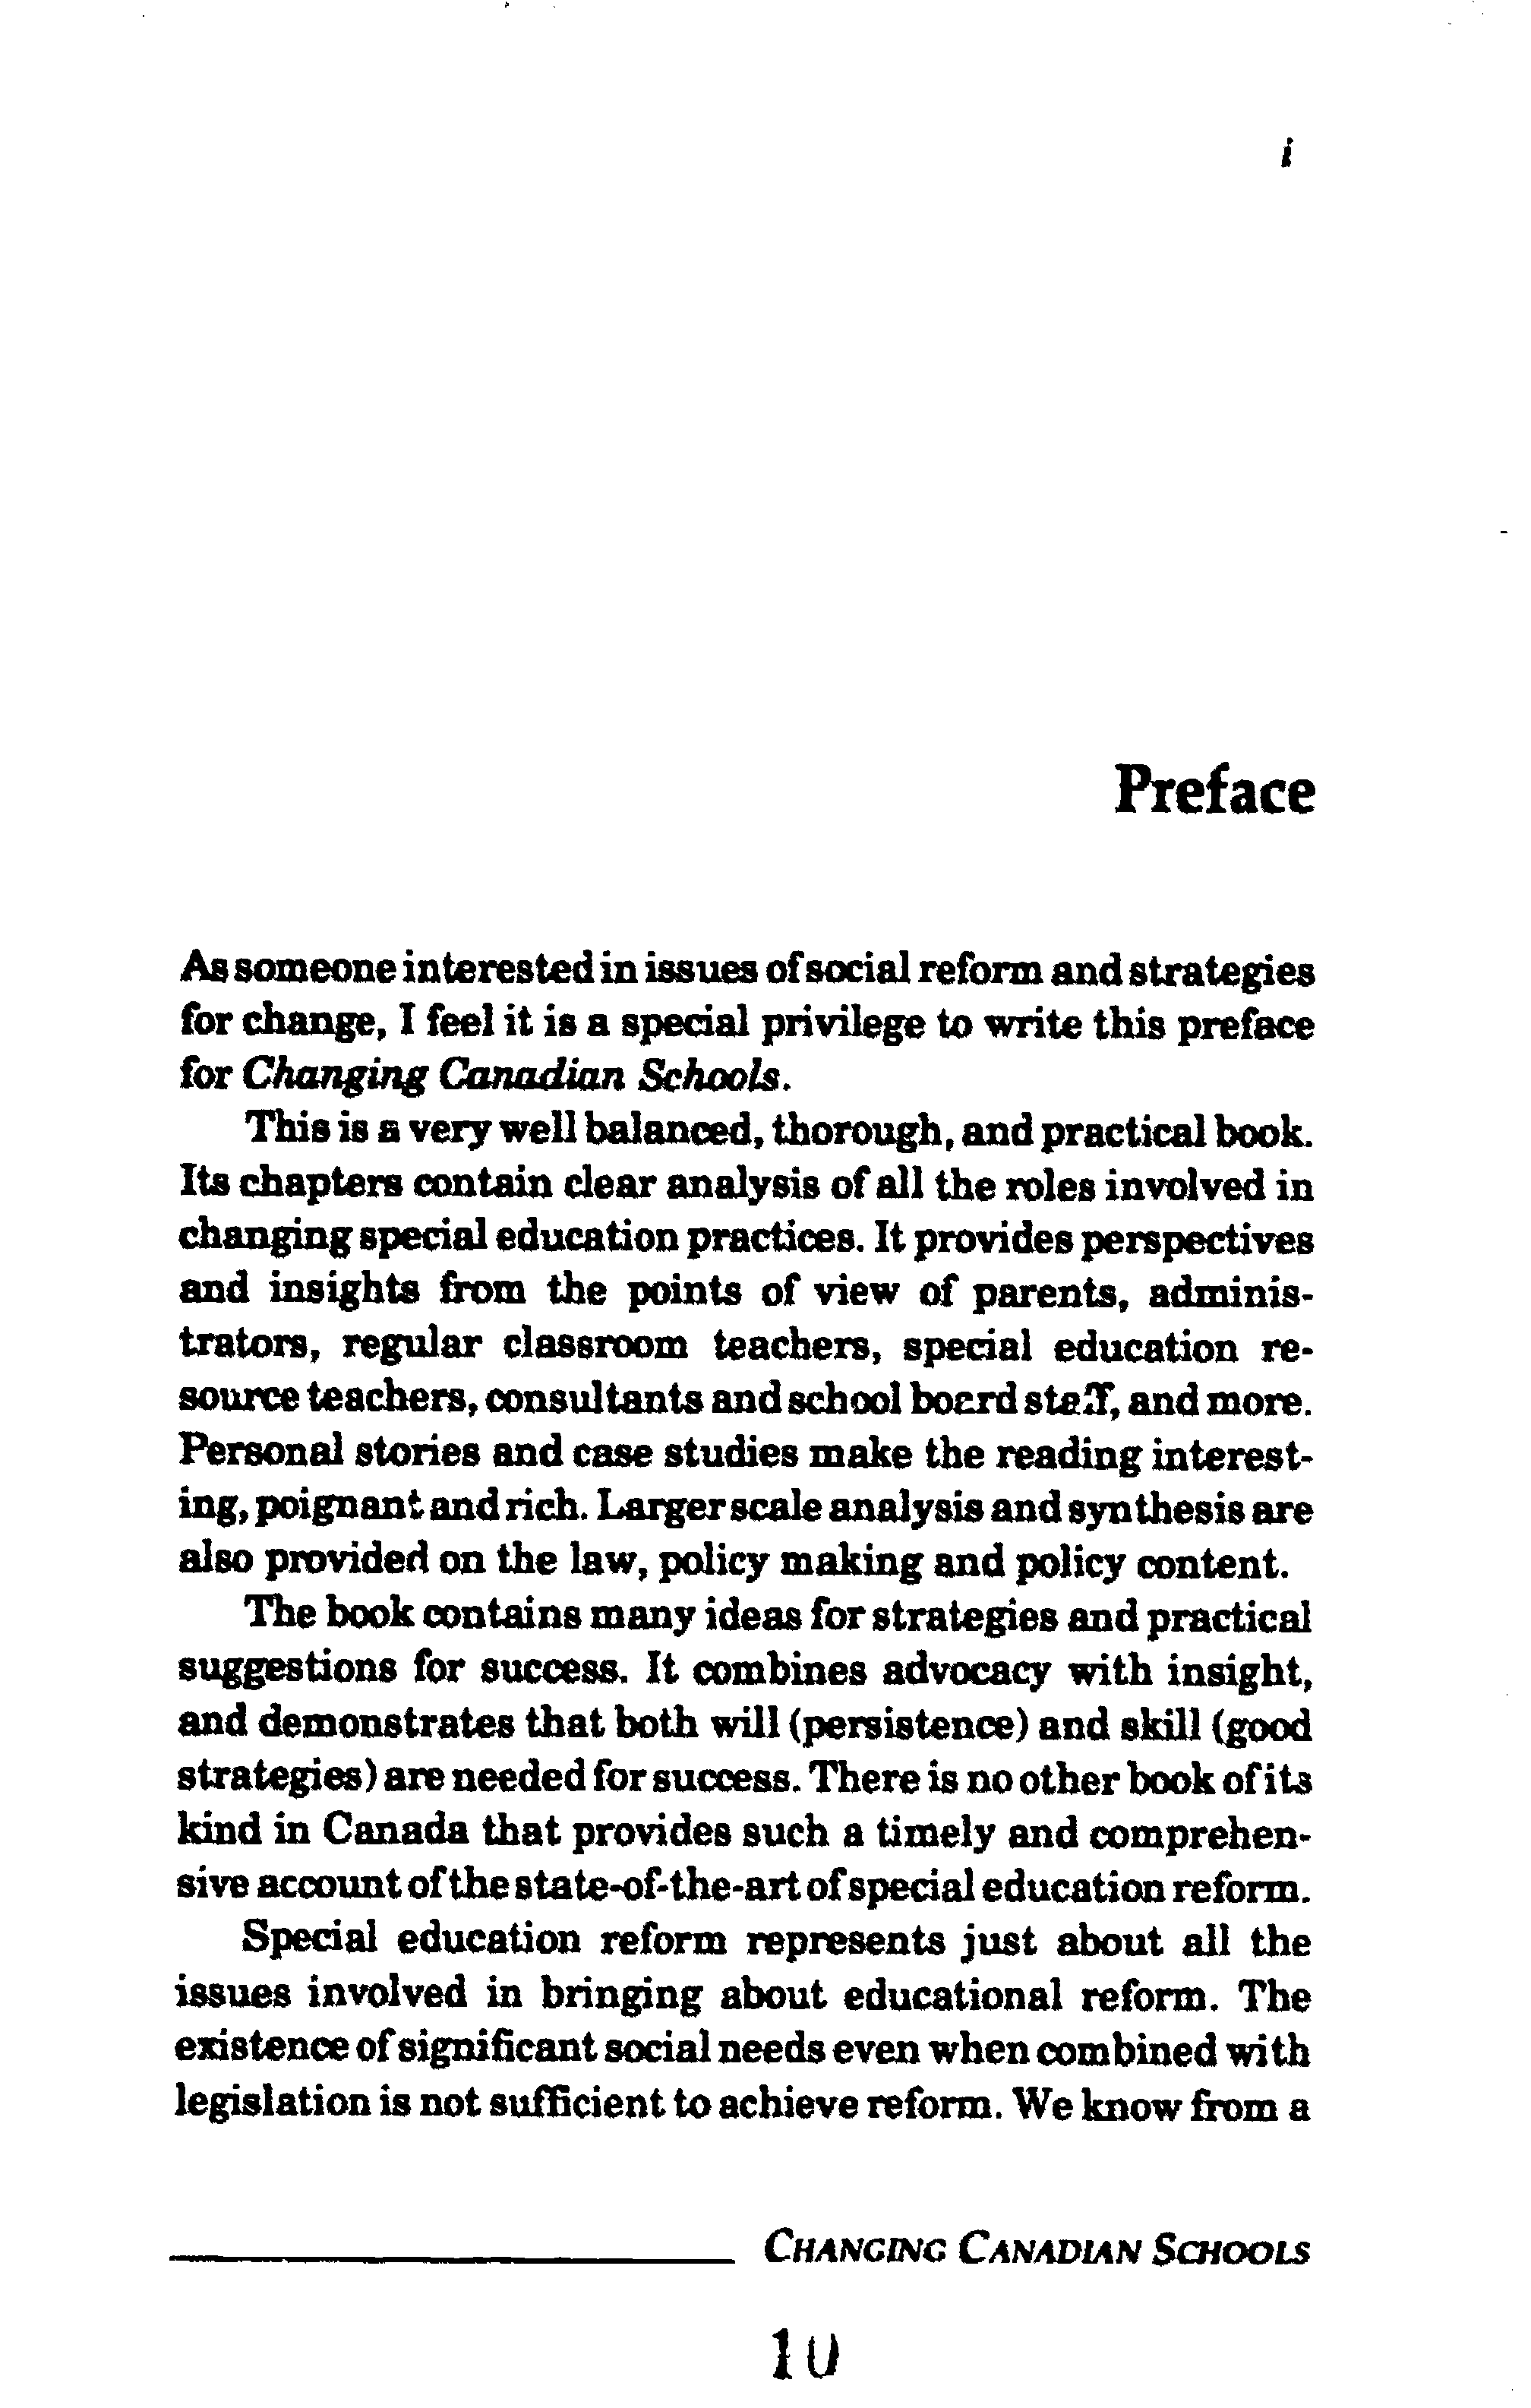 i
Preface
As someone interested in issues of social reform and strategies
for change, I feel it is a special privilege to write this preface
for Changing Canadian Schools.
This is a very well balanced, thorough, and practical book.
Its chapters contain clear analysis of all the roles involved in
changing special education practices. It provides perspectives
and insights from the points of view of parents, adminis-
trators, regular classroom teachers, special education re-
source teachers, consultants and school board staff, and more.
Personal stories and case studies make the reading interest-
ing, poignant and rich. Larger scale analysis and synthesis are
also provided on the law, policy making and policy content.
The book contains many ideas for strategies and practical
suggestions for success. It combines advocacy with insight,
and demonstrates that both will (persistence) and skill (good
strategies) are needed for success. There is no other book of its
kind in Canada that provides such a timely and comprehen-
sive account of the state-of-the-art of special education reform.
Special education reform represents just about all the
issues involved in bringing about educational reform. The
existence of significant social needs even when combined with
legislation is not sufficient to achieve reform. We know from a
CHANGING CANADIAN SCHOOLS
10